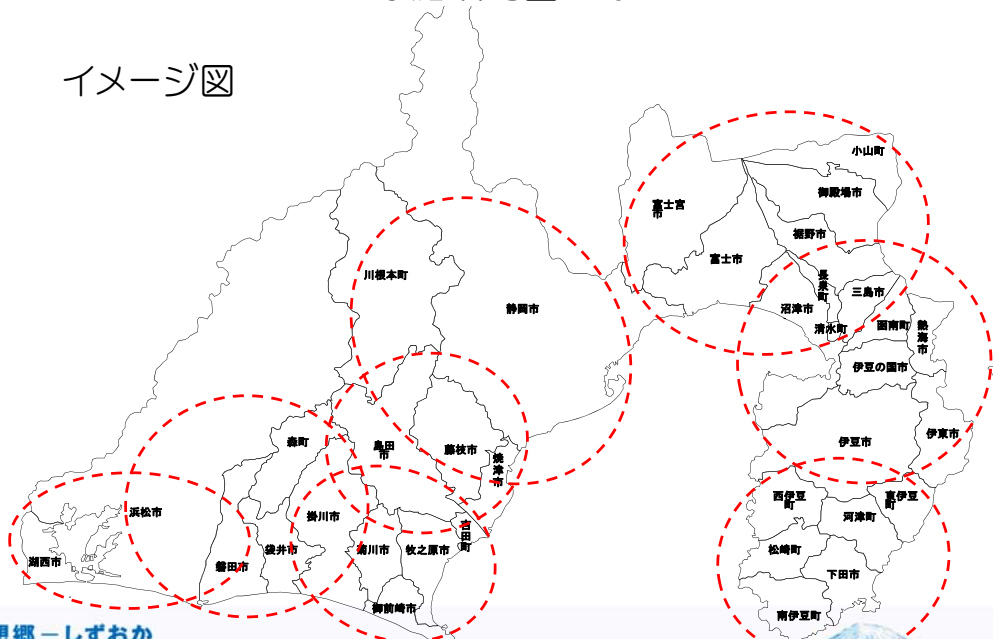 イメージ図
小山町
御殿場市
富士宮市
裾野市
富士市
川根本町
長泉町
三島市
静岡市
沼津市
清水町
函南町
熱海市
伊豆の国市
森町
島田市
藤枝市
伊豆市
伊東市
焼津市
西伊豆町
東伊豆町
浜松市
掛川市
河津町
吉田町
袋井市
菊川市
牧之原市
松崎町
湖西市
磐田市
下田市
御前崎市
南伊豆町
郷－しずおか